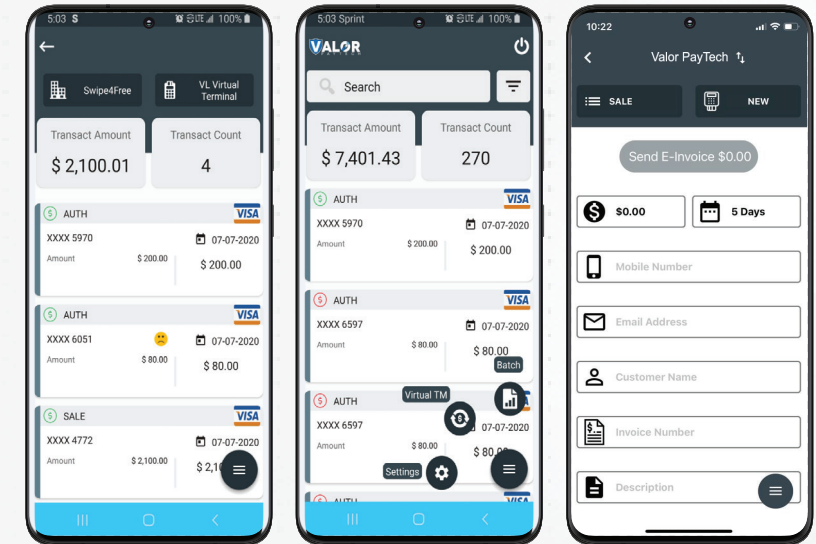 5:03 S
LTE 100%
Swipe4Free
VL Virtual
Terminal
Transact Amount
Transact Count
$ 2,100.01
4
AUTH
VISA
XXXX 5970
07-07-2020
Amount
$ 200.00
$ 200.00
AUTH
VISA
XXXX 6051
07-07-2020
Amount
$ 80.00
$ 80.00
SALE
VISA
XXXX 4772
07-07-2020
Amount
$ 2,100.00
5:03 Sprint
LTE 100%
VALOR
Search
Transact Amount
Transact Count
$ 7,401.43
270
AUTH
VISA
XXXX 5970
07-07-2020
Amount
$ 200.00
$ 200.00
AUTH
VISA
XXXX 6597
07-07-2020
Amount
$ 80.00
$ 80.00
Batch
AUTH
Virtual TM
XXXX 6597
07-07-2020
Amount
$ 80.00
Settings
AUTH
VISA
10:22
Valor PayTech
SALE
NEW
Send E-Invoice $0.00
$0.00
5 Days
Mobile Number
Email Address
Customer Name
Invoice Number
Description